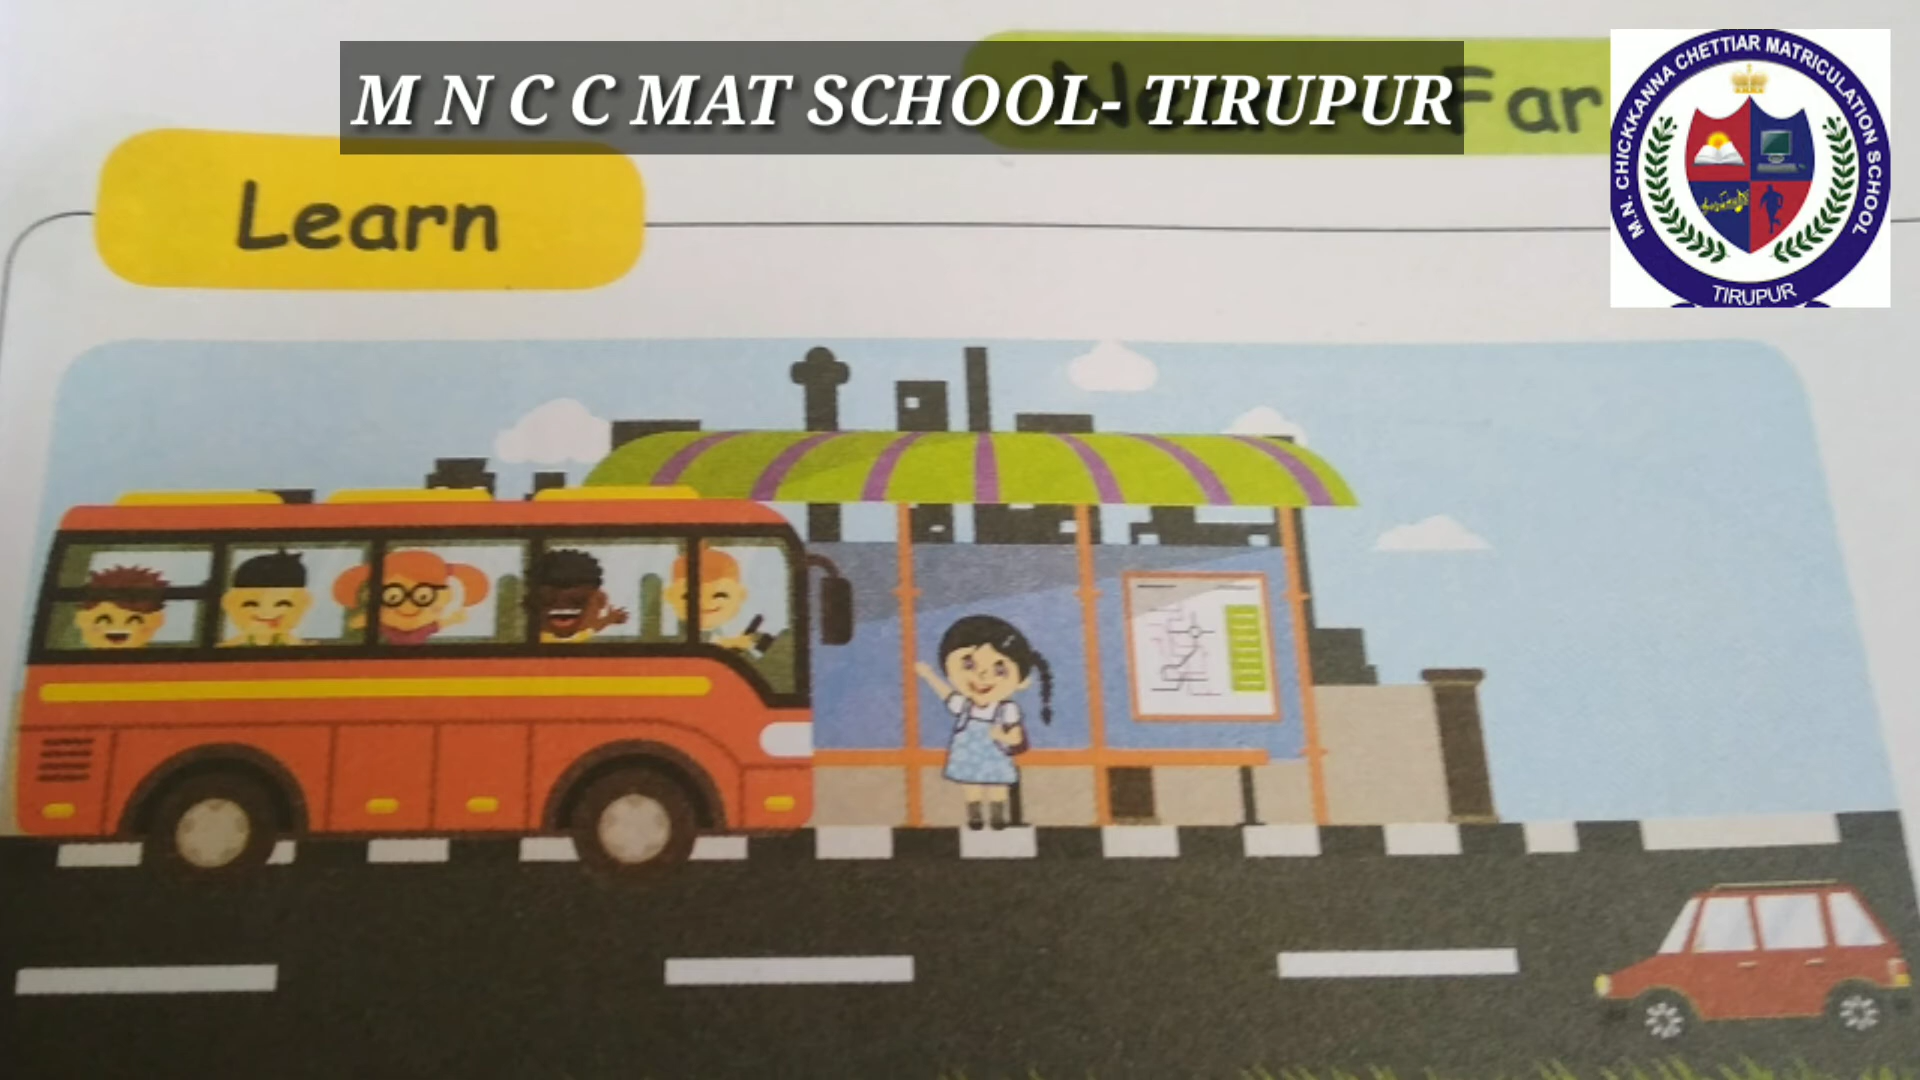 M N C C MAT SCHOOL- TIRUPUR
Far
M.N. CHICKKANNA CHETTIAR MATRICULATION SCHOOL
TIRUPUR
Learn